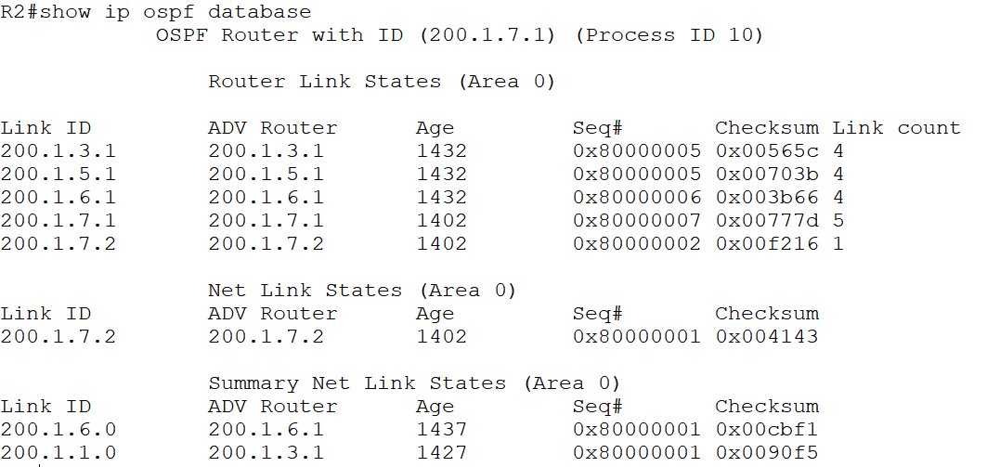 R2#show ip ospf database
OSPF Router with ID (200.1.7.1) (Process ID 10)
Router Link States (Area 0)
Link ID ADV Router Age Seq# Checksum Link count
200.1.3.1 200.1.3.1 1432 0x80000005 0x00565c 4
200.1.5.1 200.1.5.1 1432 0x80000005 0x00703b 4
200.1.6.1 200.1.6.1 1432 0x80000006 0x003b66 4
200.1.7.1 200.1.7.1 1402 0x80000007 0x00777d 5
200.1.7.2 200.1.7.2 1402 0x80000002 0x00f216 1
Net Link States (Area 0)
Link ID ADV Router Age Seq# Checksum
200.1.7.2 200.1.7.2 1402 0x80000001 0x004143
Summary Net Link States (Area 0)
Link ID ADV Router Age Seq# Checksum
200.1.6.0 200.1.6.1 1437 0x80000001 0x00cbf1
200.1.1.0 200.1.3.1 1427 0x80000001 0x0090f5